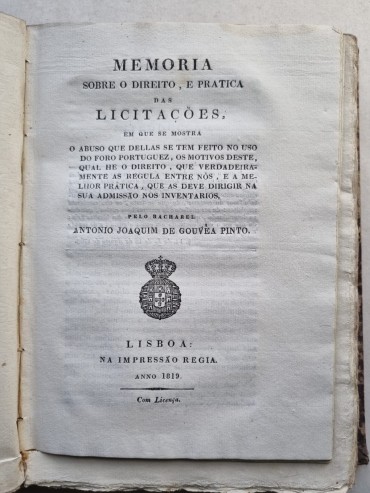 MEMORIA
SOBRE O DIREITO, E PRATICA
DAS
LICITAÇÕES,
EM QUE SE MOSTRA
O ABUSO QUE DELLAS SE TEM FEITO NO USO
DO FORO PORTUGUEZ, OS MOTIVOS DESTE,
QUAL HE O DIREITO, QUE VERDADEIRA-
MENTE AS REGULA ENTRE NÓS, E A ME-
LHOR PRÁTICA, QUE AS DEVE DIRIGIR NA
SUA ADMISSÃO NOS INVENTARIOS.
PELO BACHAREL
ANTONIO JOAQUIM DE GOUVÊA PINTO.
LISBOA:
NA IMPRESSÃO REGIA.
ANNO 1819.
Com Licença.